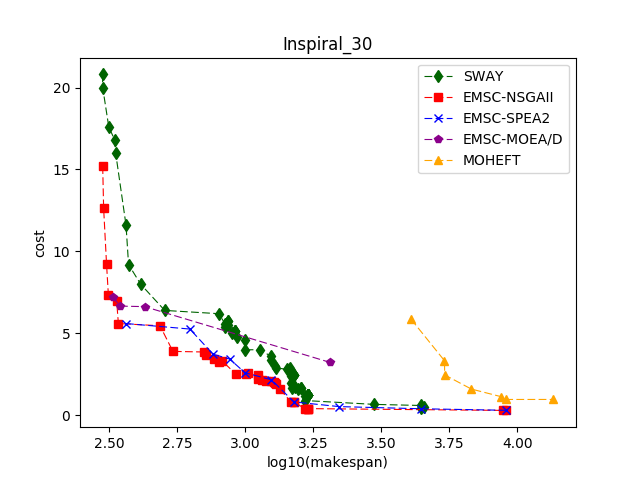 Inspiral_30
SWAY
EMSC-NSGAII
EMSC-SPEA2
EMSC-MOEA/D
MOHEFT
20
15
10
5
0
cost
2.50 2.75 3.00 3.25 3.50 3.75 4.00
log10(makespan)